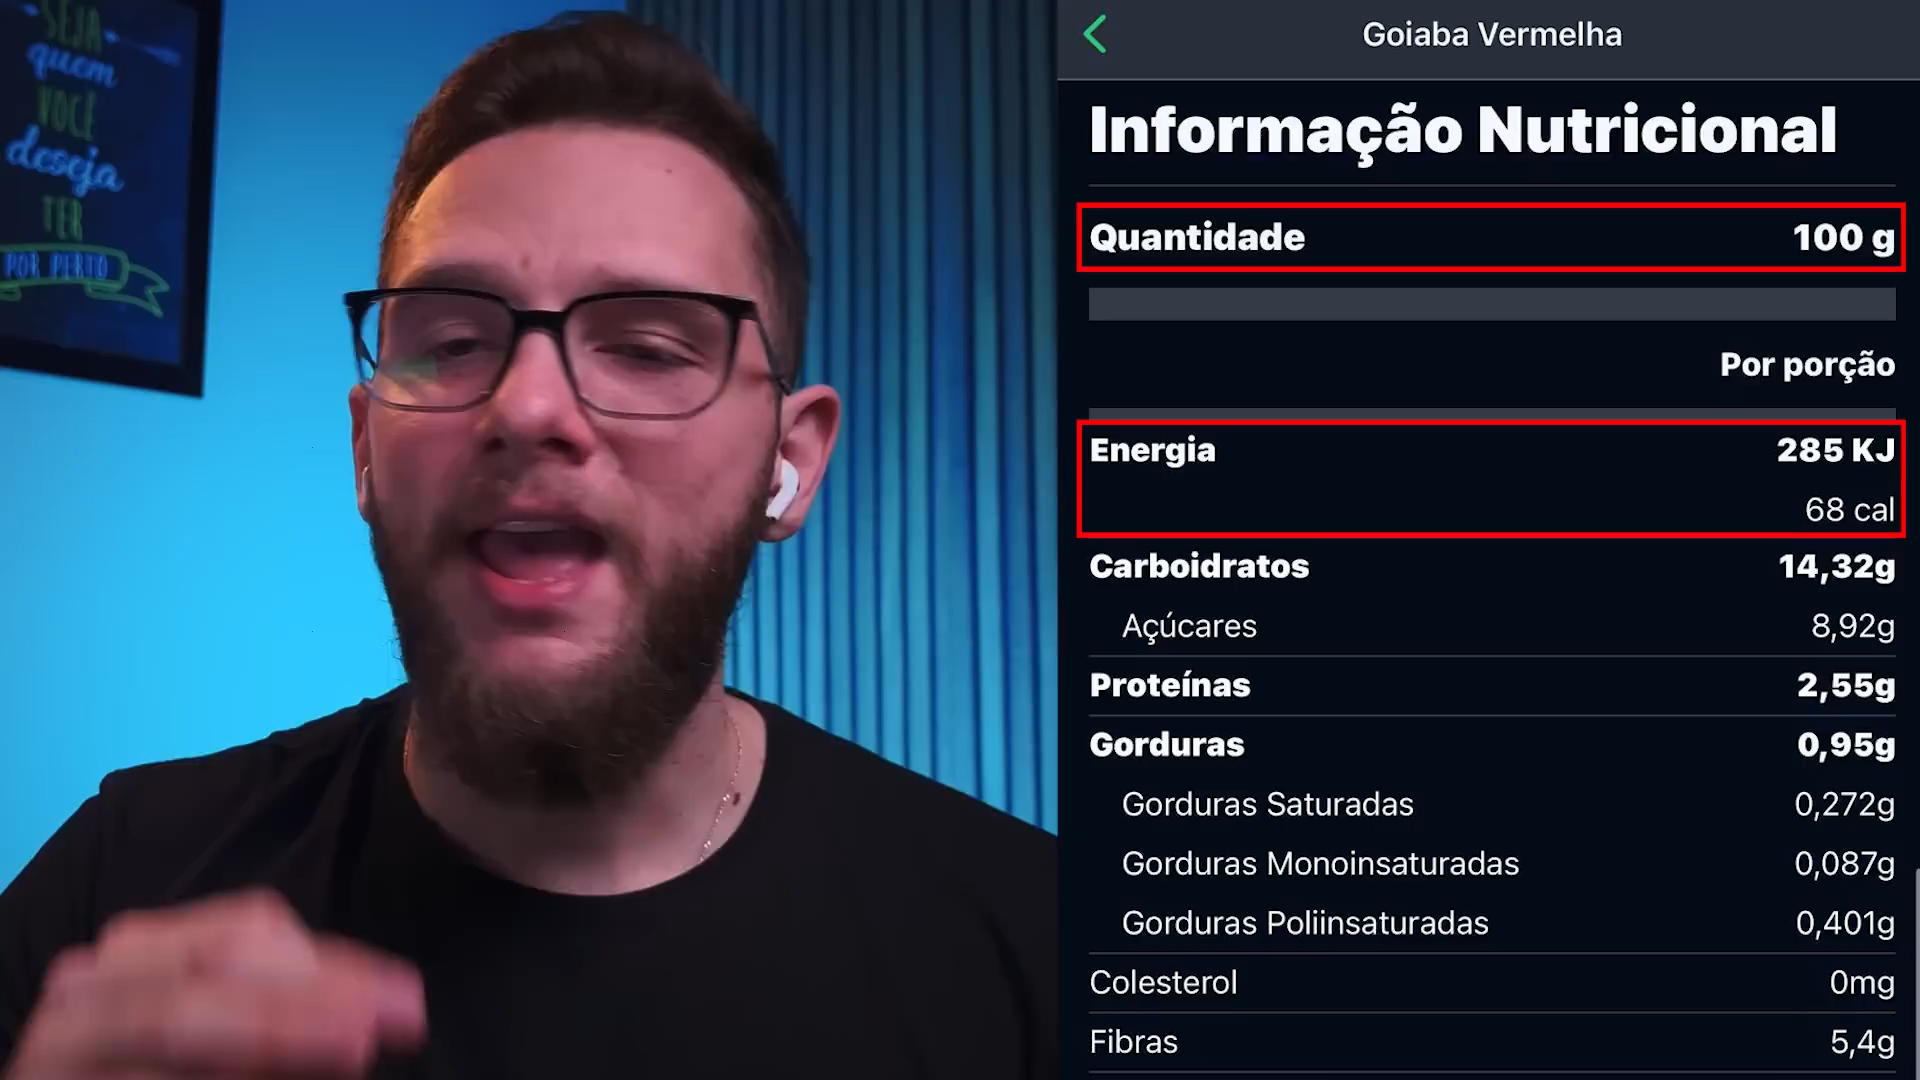 SEJA
quem
VOCÊ
deseja
TER
POR PERTO
Goiaba Vermelha
Informação Nutricional
Quantidade 100 g
Por porção
Energia 285 KJ
68 cal
Carboidratos 14,32g
Açúcares 8,92g
Proteínas 2,55g
Gorduras 0,95g
Gorduras Saturadas 0,272g
Gorduras Monoinsaturadas 0,087g
Gorduras Poliinsaturadas 0,401g
Colesterol 0mg
Fibras 5,4g